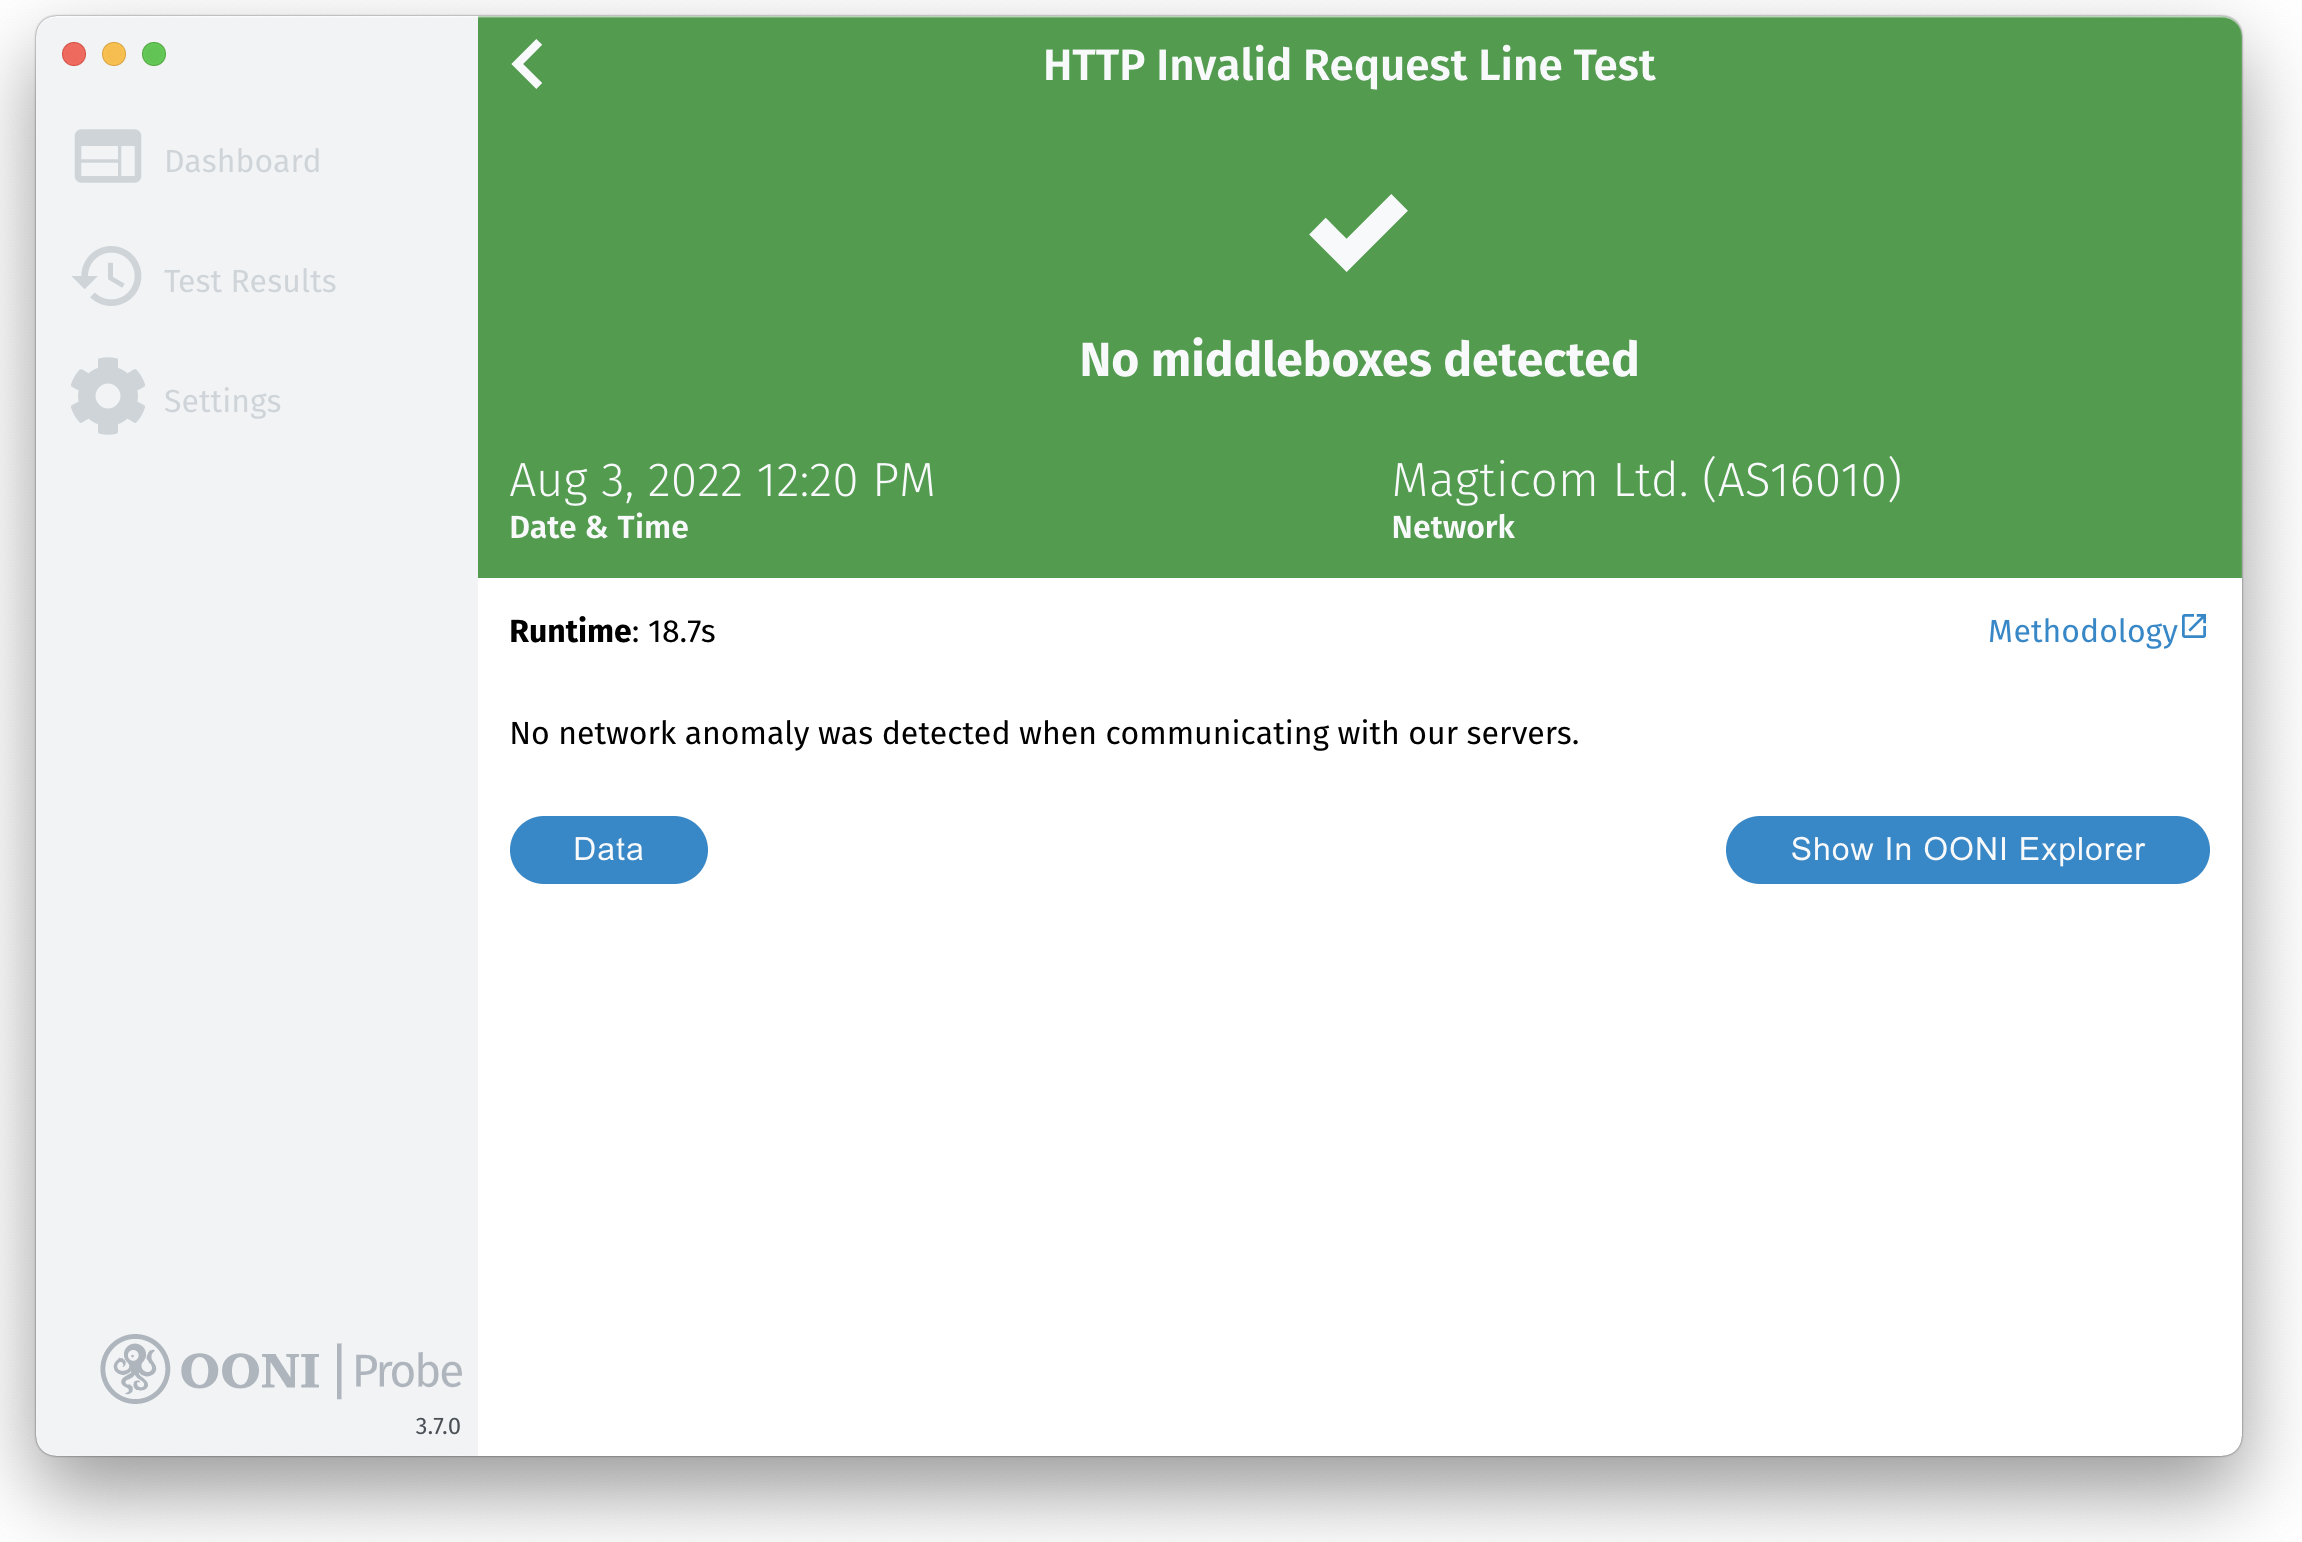 HTTP Invalid Request Line Test
Dashboard
Test Results
Settings
No middleboxes detected
Aug 3, 2022 12:20 PM
Date & Time
Magticom Ltd. (AS16010)
Network
Runtime: 18.7s
Methodology
No network anomaly was detected when communicating with our servers.
Data
Show In OONI Explorer
OONI | Probe
3.7.0